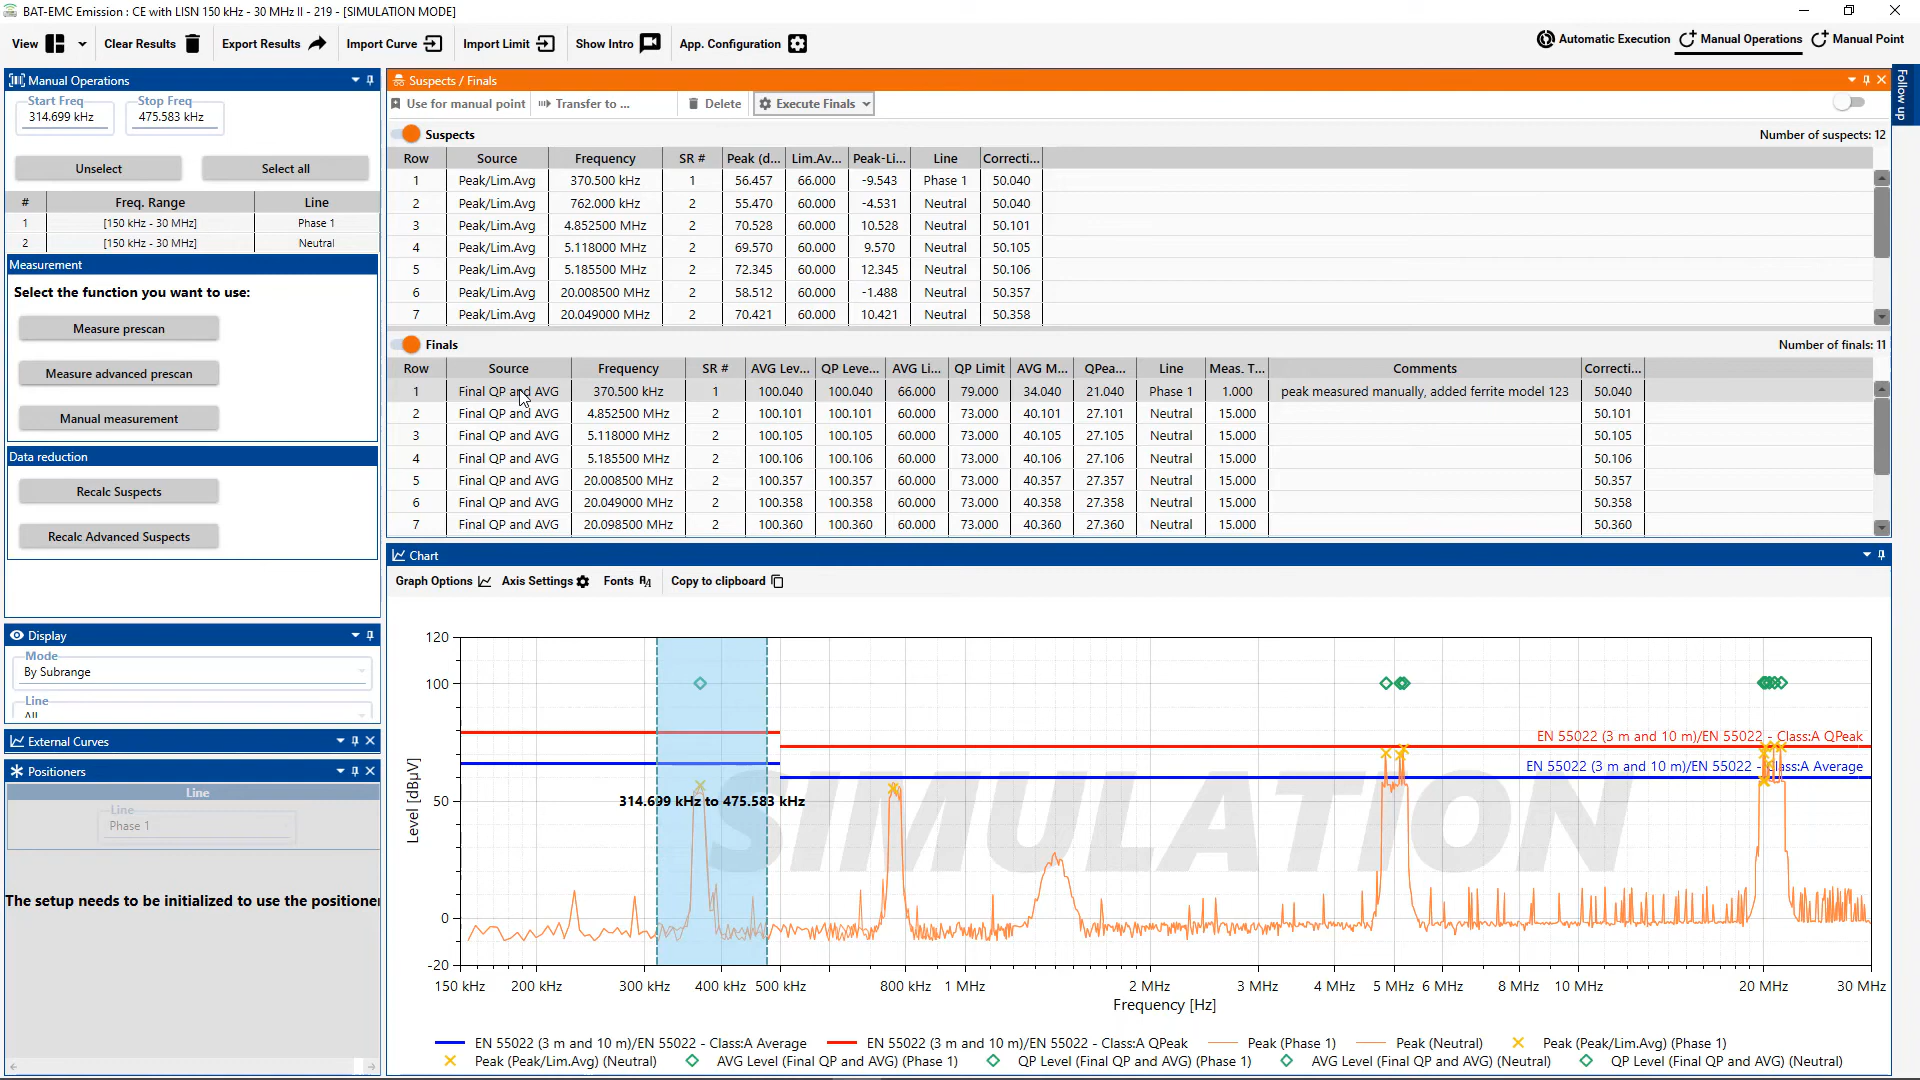 BAT-EMC Emission : CE with LISN 150 kHz - 30 MHz II - 219 - [SIMULATION MODE]
View Clear Results Export Results Import Curve Import Limit Show Intro App. Configuration Automatic Execution Manual Operations Manual Point
Manual Operations
Start Freq Stop Freq
314.699 kHz 475.583 kHz
Unselect Select all
# Freq. Range Line
1 [150 kHz - 30 MHz] Phase 1
2 [150 kHz - 30 MHz] Neutral
Measurement
Select the function you want to use:
Measure prescan
Measure advanced prescan
Manual measurement
Data reduction
Recalc Suspects
Recalc Advanced Suspects
Display
Mode
By Subrange
Line
All
External Curves
Positioners
Line
Line
Phase 1
The setup needs to be initialized to use the positioner
Suspects / Finals
Use for manual point Transfer to ... Delete Execute Finals
Follow up
Suspects Number of suspects: 12
Row Source Frequency SR # Peak (d... Lim.Av... Peak-Li... Line Correcti...
1 Peak/Lim.Avg 370.500 kHz 1 56.457 66.000 -9.543 Phase 1 50.040
2 Peak/Lim.Avg 762.000 kHz 2 55.470 60.000 -4.531 Neutral 50.040
3 Peak/Lim.Avg 4.852500 MHz 2 70.528 60.000 10.528 Neutral 50.101
4 Peak/Lim.Avg 5.118000 MHz 2 69.570 60.000 9.570 Neutral 50.105
5 Peak/Lim.Avg 5.185500 MHz 2 72.345 60.000 12.345 Neutral 50.106
6 Peak/Lim.Avg 20.008500 MHz 2 58.512 60.000 -1.488 Neutral 50.357
7 Peak/Lim.Avg 20.049000 MHz 2 70.421 60.000 10.421 Neutral 50.358
Finals Number of finals: 11
Row Source Frequency SR # AVG Leve... QP Leve... AVG Li... QP Limit AVG M... QPea... Line Meas. T... Comments Correcti...
1 Final QP and AVG 370.500 kHz 1 100.040 100.040 66.000 79.000 34.040 21.040 Phase 1 1.000 peak measured manually, added ferrite model 123 50.040
2 Final QP and AVG 4.852500 MHz 2 100.101 100.101 60.000 73.000 40.101 27.101 Neutral 15.000 50.101
3 Final QP and AVG 5.118000 MHz 2 100.105 100.105 60.000 73.000 40.105 27.105 Neutral 15.000 50.105
4 Final QP and AVG 5.185500 MHz 2 100.106 100.106 60.000 73.000 40.106 27.106 Neutral 15.000 50.106
5 Final QP and AVG 20.008500 MHz 2 100.357 100.357 60.000 73.000 40.357 27.357 Neutral 15.000 50.357
6 Final QP and AVG 20.049000 MHz 2 100.358 100.358 60.000 73.000 40.358 27.358 Neutral 15.000 50.358
7 Final QP and AVG 20.098500 MHz 2 100.360 100.360 60.000 73.000 40.360 27.360 Neutral 15.000 50.360
Chart
Graph Options Axis Settings Fonts Copy to clipboard
120
100
50
0
-20
Level [dBµV]
EN 55022 (3 m and 10 m)/EN 55022 - Class:A QPeak
EN 55022 (3 m and 10 m)/EN 55022 - Class:A Average
314.699 kHz to 475.583 kHz
SIMULATION
150 kHz 200 kHz 300 kHz 400 kHz 500 kHz 800 kHz 1 MHz 2 MHz 3 MHz 4 MHz 5 MHz 6 MHz 8 MHz 10 MHz 20 MHz 30 MHz
Frequency [Hz]
EN 55022 (3 m and 10 m)/EN 55022 - Class:A Average EN 55022 (3 m and 10 m)/EN 55022 - Class:A QPeak Peak (Phase 1) Peak (Neutral) Peak (Peak/Lim.Avg) (Phase 1)
Peak (Peak/Lim.Avg) (Neutral) AVG Level (Final QP and AVG) (Phase 1) QP Level (Final QP and AVG) (Phase 1) AVG Level (Final QP and AVG) (Neutral) QP Level (Final QP and AVG) (Neutral)